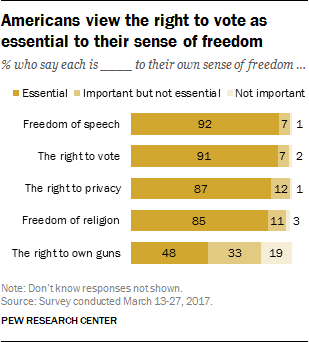 Americans view the right to vote as
essential to their sense of freedom
% who say each is _____ to their own sense of freedom ...
Essential Important but not essential Not important
Freedom of speech 92 7 1
The right to vote 91 7 2
The right to privacy 87 12 1
Freedom of religion 85 11 3
The right to own guns 48 33 19
Note: Don't know responses not shown.
Source: Survey conducted March 13-27, 2017.
PEW RESEARCH CENTER